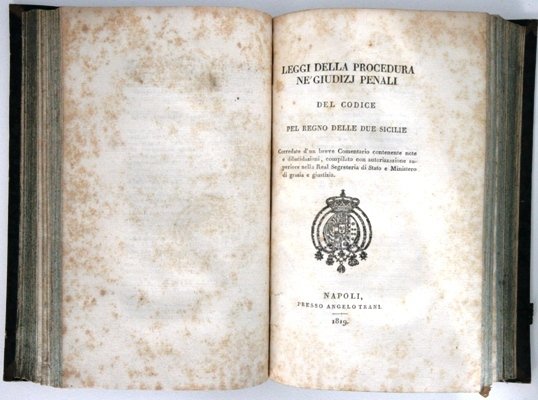 LEGGI DELLA PROCEDURA
NE' GIUDIZJ PENALI
DEL CODICE
PEL REGNO DELLE DUE SICILIE
Corredate d'un breve Comentario contenente note
e dilucidazioni, compilato con autorizzazione su-
periore nella Real Segreteria di Stato e Ministero
di grazia e giustizia.
NAPOLI,
PRESSO ANGELO TRANI.
1819.